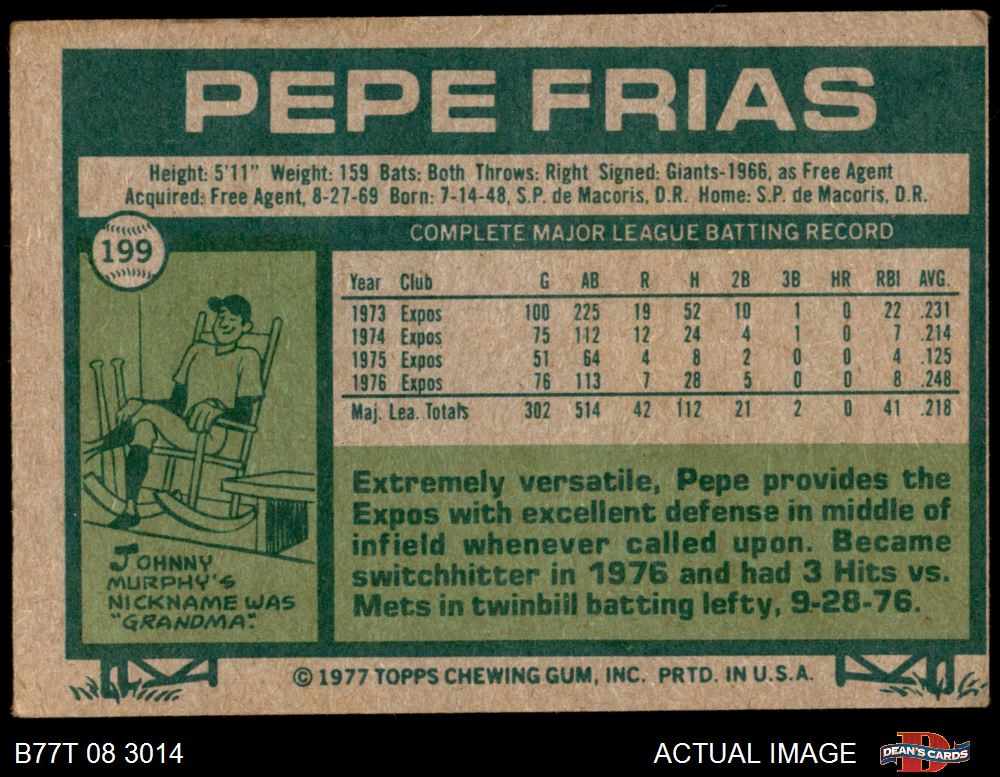 PEPE FRIAS
Height: 5'11" Weight: 159 Bats: Both Throws: Right Signed: Giants-1966, as Free Agent
Acquired: Free Agent, 8-27-69 Born: 7-14-48, S.P. de Macoris, D.R. Home: S.P. de Macoris, D.R.
199
COMPLETE MAJOR LEAGUE BATTING RECORD
Year Club G AB R H 2B 3B HR RBI AVG.
1973 Expos 100 225 19 52 10 1 0 22 .231
1974 Expos 75 112 12 24 4 1 0 7 .214
1975 Expos 51 64 4 8 2 0 0 4 .125
1976 Expos 76 113 7 28 5 0 0 8 .248
Maj. Lea. Totals 302 514 42 112 21 2 0 41 .218
Extremely versatile, Pepe provides the
Expos with excellent defense in middle of
infield whenever called upon. Became
switchhitter in 1976 and had 3 Hits vs.
Mets in twinbill batting lefty, 9-28-76.
JOHNNY
MURPHY'S
NICKNAME WAS
"GRANDMA".
© 1977 TOPPS CHEWING GUM, INC. PRTD. IN U.S.A.
B77T 08 3014
ACTUAL IMAGE
DEAN'S CARDS